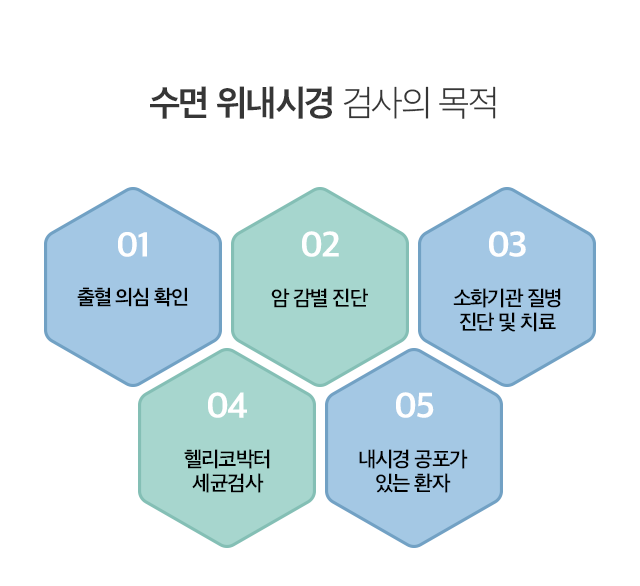 수면 위내시경 검사의 목적
01
출혈 의심 확인
02
암 감별 진단
03
소화기관 질병
진단 및 치료
04
헬리코박터
세균검사
05
내시경 공포가
있는 환자